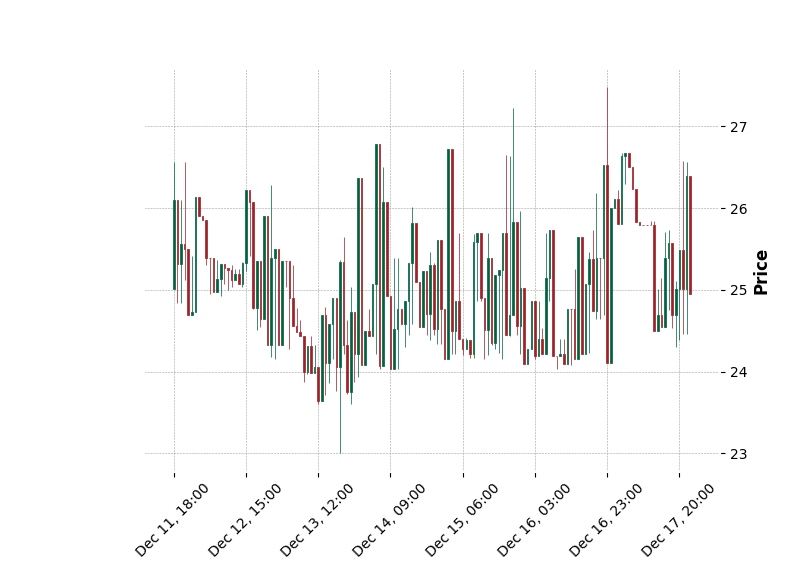 27
26
25
24
23
Price
Dec 11, 18:00
Dec 12, 15:00
Dec 13, 12:00
Dec 14, 09:00
Dec 15, 06:00
Dec 16, 03:00
Dec 16, 23:00
Dec 17, 20:00